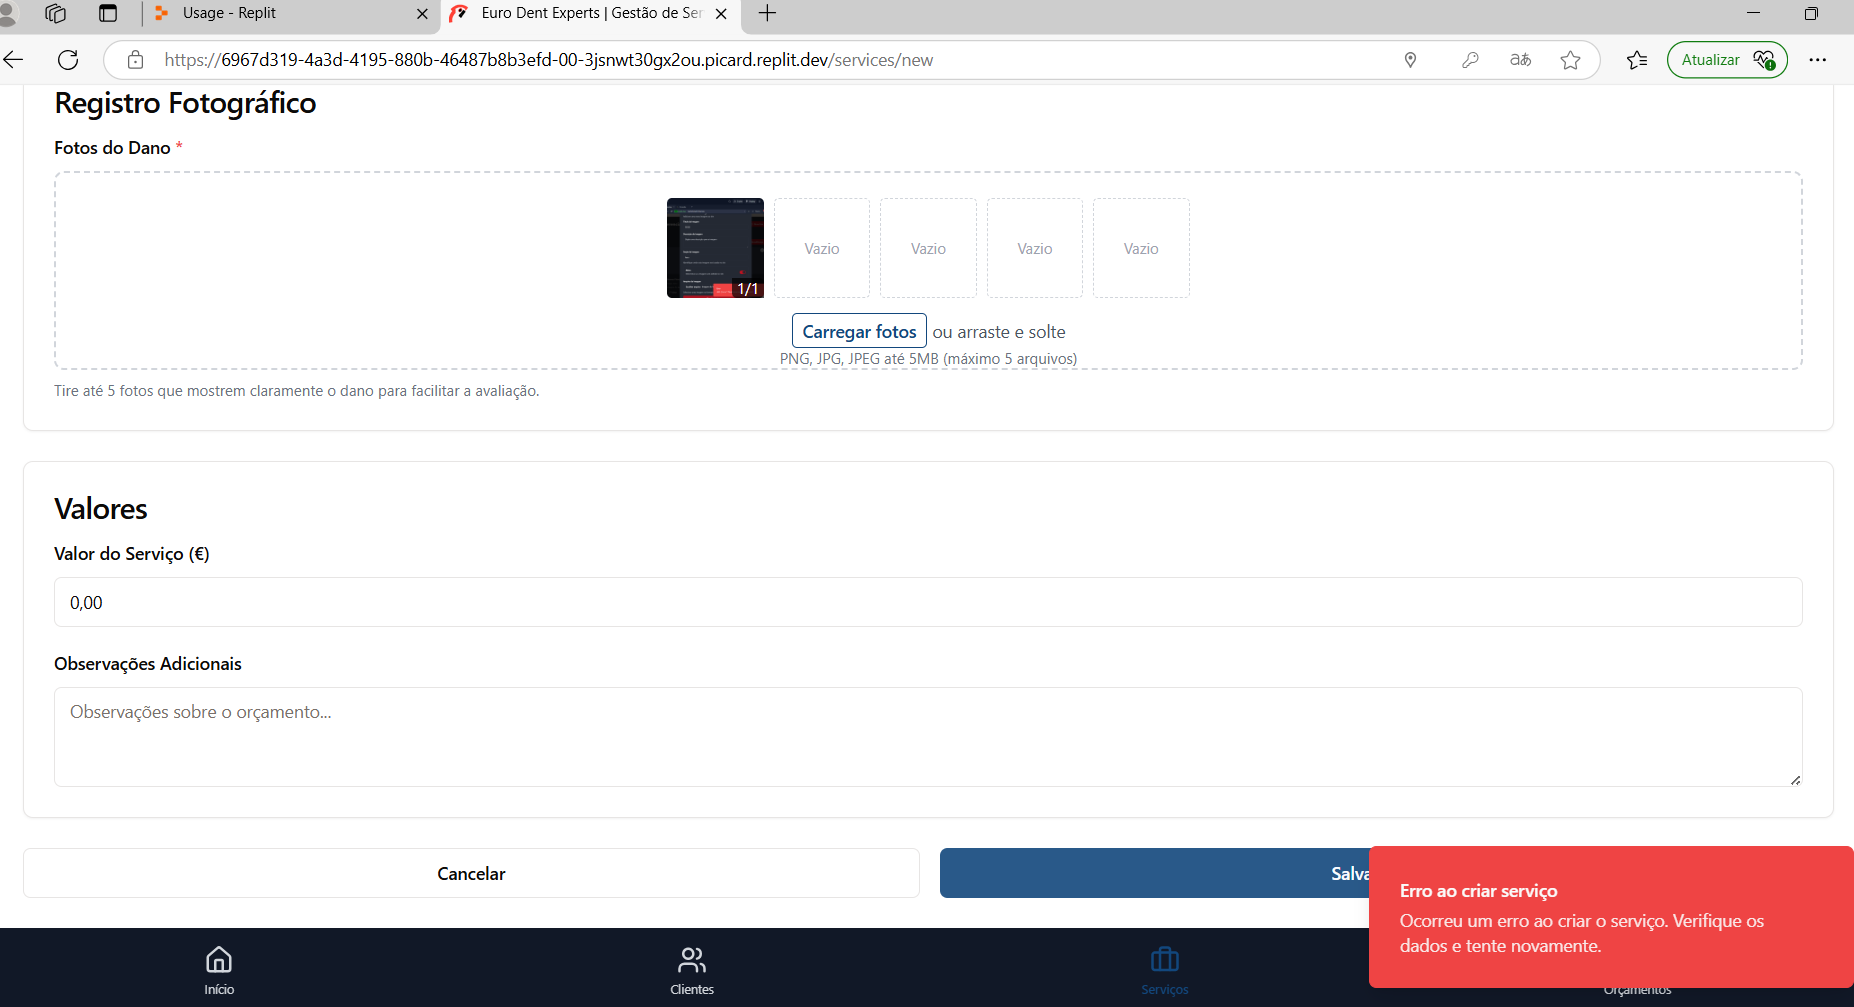 Usage - Replit
Euro Dent Experts | Gestão de Ser
https://6967d319-4a3d-4195-880b-46487b8b3efd-00-3jsnwt30gx2ou.picard.replit.dev/services/new
Atualizar
Registro Fotográfico
Fotos do Dano *
1/1
Vazio
Vazio
Vazio
Vazio
Carregar fotos ou arraste e solte
PNG, JPG, JPEG até 5MB (máximo 5 arquivos)
Tire até 5 fotos que mostrem claramente o dano para facilitar a avaliação.
Valores
Valor do Serviço (€)
0,00
Observações Adicionais
Observações sobre o orçamento...
Cancelar
Salva
Erro ao criar serviço
Ocorreu um erro ao criar o serviço. Verifique os
dados e tente novamente.
Início
Clientes
Serviços
Orçamentos